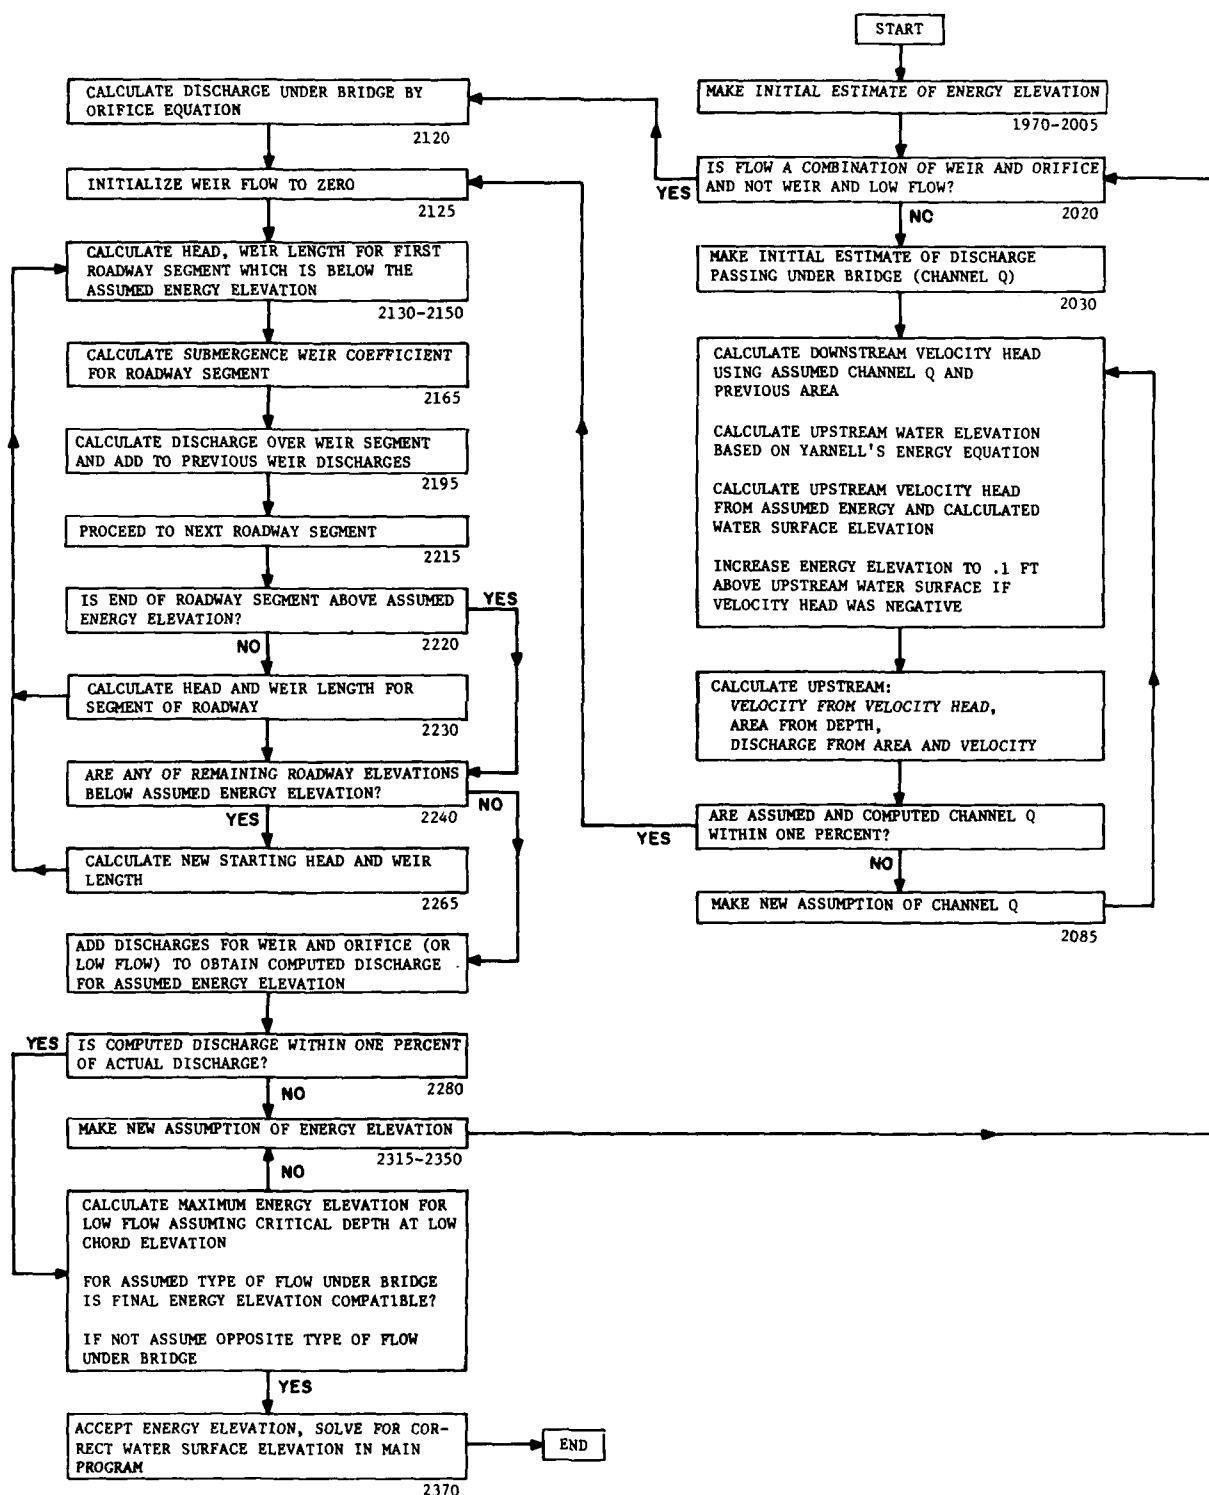 START
MAKE INITIAL ESTIMATE OF ENERGY ELEVATION
1970-2005
IS FLOW A COMBINATION OF WEIR AND ORIFICE
AND NOT WEIR AND LOW FLOW?
2020
YES
NO
MAKE INITIAL ESTIMATE OF DISCHARGE
PASSING UNDER BRIDGE (CHANNEL Q)
2030
CALCULATE DOWNSTREAM VELOCITY HEAD
USING ASSUMED CHANNEL Q AND
PREVIOUS AREA
CALCULATE UPSTREAM WATER ELEVATION
BASED ON YARNELL'S ENERGY EQUATION
CALCULATE UPSTREAM VELOCITY HEAD
FROM ASSUMED ENERGY AND CALCULATED
WATER SURFACE ELEVATION
INCREASE ENERGY ELEVATION TO .1 FT
ABOVE UPSTREAM WATER SURFACE IF
VELOCITY HEAD WAS NEGATIVE
CALCULATE UPSTREAM:
VELOCITY FROM VELOCITY HEAD,
AREA FROM DEPTH,
DISCHARGE FROM AREA AND VELOCITY
ARE ASSUMED AND COMPUTED CHANNEL Q
WITHIN ONE PERCENT?
YES
NO
MAKE NEW ASSUMPTION OF CHANNEL Q
2085
CALCULATE DISCHARGE UNDER BRIDGE BY
ORIFICE EQUATION
2120
INITIALIZE WEIR FLOW TO ZERO
2125
CALCULATE HEAD, WEIR LENGTH FOR FIRST
ROADWAY SEGMENT WHICH IS BELOW THE
ASSUMED ENERGY ELEVATION
2130-2150
CALCULATE SUBMERGENCE WEIR COEFFICIENT
FOR ROADWAY SEGMENT
2165
CALCULATE DISCHARGE OVER WEIR SEGMENT
AND ADD TO PREVIOUS WEIR DISCHARGES
2195
PROCEED TO NEXT ROADWAY SEGMENT
2215
IS END OF ROADWAY SEGMENT ABOVE ASSUMED
ENERGY ELEVATION?
YES
NO
2220
CALCULATE HEAD AND WEIR LENGTH FOR
SEGMENT OF ROADWAY
2230
ARE ANY OF REMAINING ROADWAY ELEVATIONS
BELOW ASSUMED ENERGY ELEVATION?
NO
YES
2240
CALCULATE NEW STARTING HEAD AND WEIR
LENGTH
2265
ADD DISCHARGES FOR WEIR AND ORIFICE (OR
LOW FLOW) TO OBTAIN COMPUTED DISCHARGE
FOR ASSUMED ENERGY ELEVATION
YES
IS COMPUTED DISCHARGE WITHIN ONE PERCENT
OF ACTUAL DISCHARGE?
2280
NO
MAKE NEW ASSUMPTION OF ENERGY ELEVATION
2315-2350
NO
CALCULATE MAXIMUM ENERGY ELEVATION FOR
LOW FLOW ASSUMING CRITICAL DEPTH AT LOW
CHORD ELEVATION
FOR ASSUMED TYPE OF FLOW UNDER BRIDGE
IS FINAL ENERGY ELEVATION COMPATIBLE?
IF NOT ASSUME OPPOSITE TYPE OF FLOW
UNDER BRIDGE
YES
ACCEPT ENERGY ELEVATION, SOLVE FOR COR-
RECT WATER SURFACE ELEVATION IN MAIN
PROGRAM
2370
END